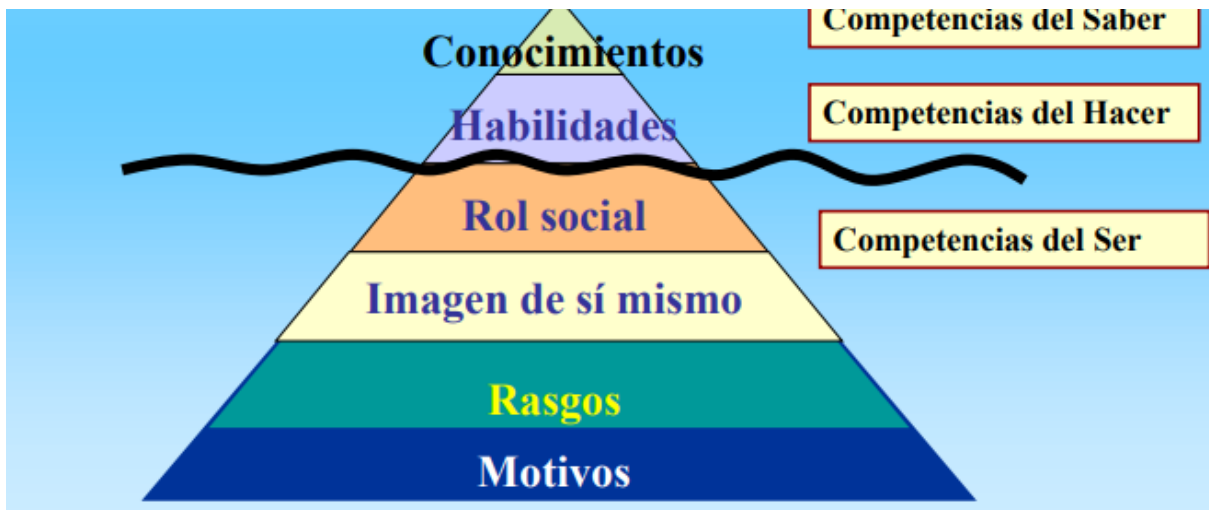 Competencias del Saber
Conocimientos
Competencias del Hacer
Habilidades
Rol social
Competencias del Ser
Imagen de sí mismo
Rasgos
Motivos